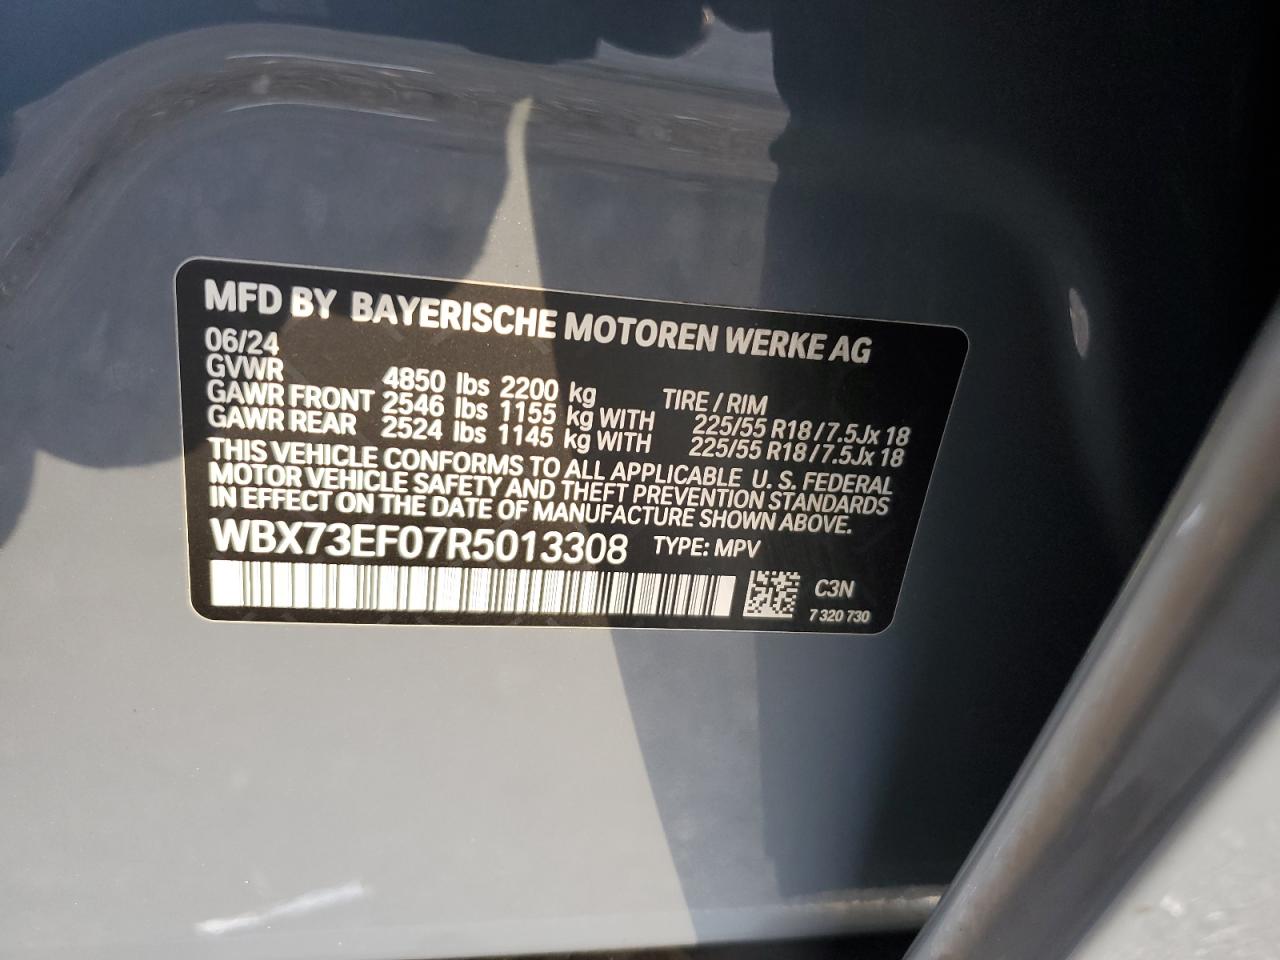 MFD BY BAYERISCHE MOTOREN WERKE AG
06/24
GVWR 4850 lbs 2200 kg TIRE / RIM
GAWR FRONT 2546 lbs 1155 kg WITH 225/55 R18/7.5Jx 18
GAWR REAR 2524 lbs 1145 kg WITH 225/55 R18/7.5Jx 18
THIS VEHICLE CONFORMS TO ALL APPLICABLE U. S. FEDERAL
MOTOR VEHICLE SAFETY AND THEFT PREVENTION STANDARDS
IN EFFECT ON THE DATE OF MANUFACTURE SHOWN ABOVE.
WBX73EF07R5013308 TYPE: MPV
C3N
7 320 730